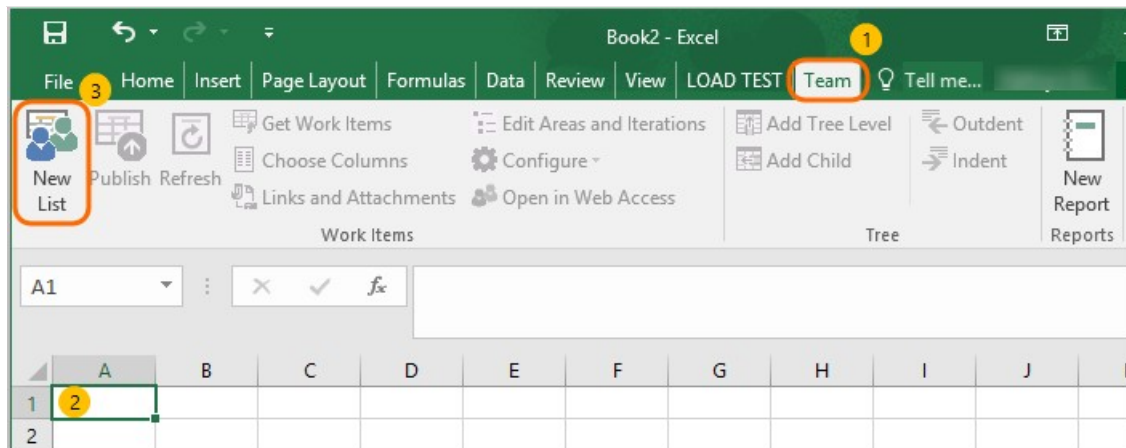 Book2 - Excel
1
File Home Insert Page Layout Formulas Data Review View LOAD TEST Team Tell me...
3
New List
Publish
Refresh
Get Work Items
Choose Columns
Links and Attachments
Edit Areas and Iterations
Configure
Open in Web Access
Work Items
Add Tree Level
Add Child
Outdent
Indent
Tree
New Report
Reports
A1
fx
A B C D E F G H I J
1 2
2